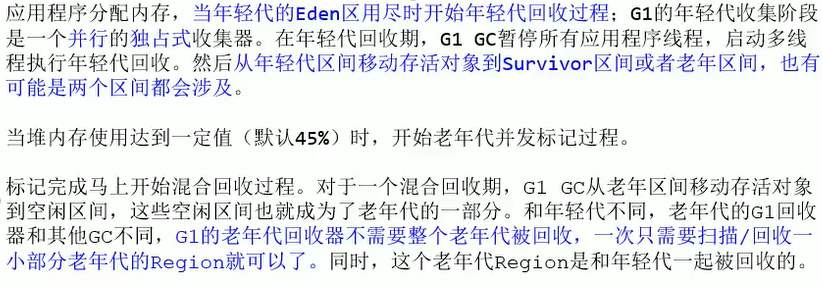 应用程序分配内存，当年轻代的Eden区用尽时开始年轻代回收过程；G1的年轻代收集阶段
是一个并行的独占式收集器。在年轻代回收期，G1 GC暂停所有应用程序线程，启动多线
程执行年轻代回收。然后从年轻代区间移动存活对象到Survivor区间或者老年区间，也有
可能是两个区间都会涉及。
当堆内存使用达到一定值（默认45%）时，开始老年代并发标记过程。
标记完成马上开始混合回收过程。对于一个混合回收期，G1 GC从老年区间移动存活对象
到空闲区间，这些空闲区间也就成为了老年代的一部分。和年轻代不同，老年代的G1回收
器和其他GC不同，G1的老年代回收器不需要整个老年代被回收，一次只需要扫描/回收一
小部分老年代的Region就可以了。同时，这个老年代Region是和年轻代一起被回收的。